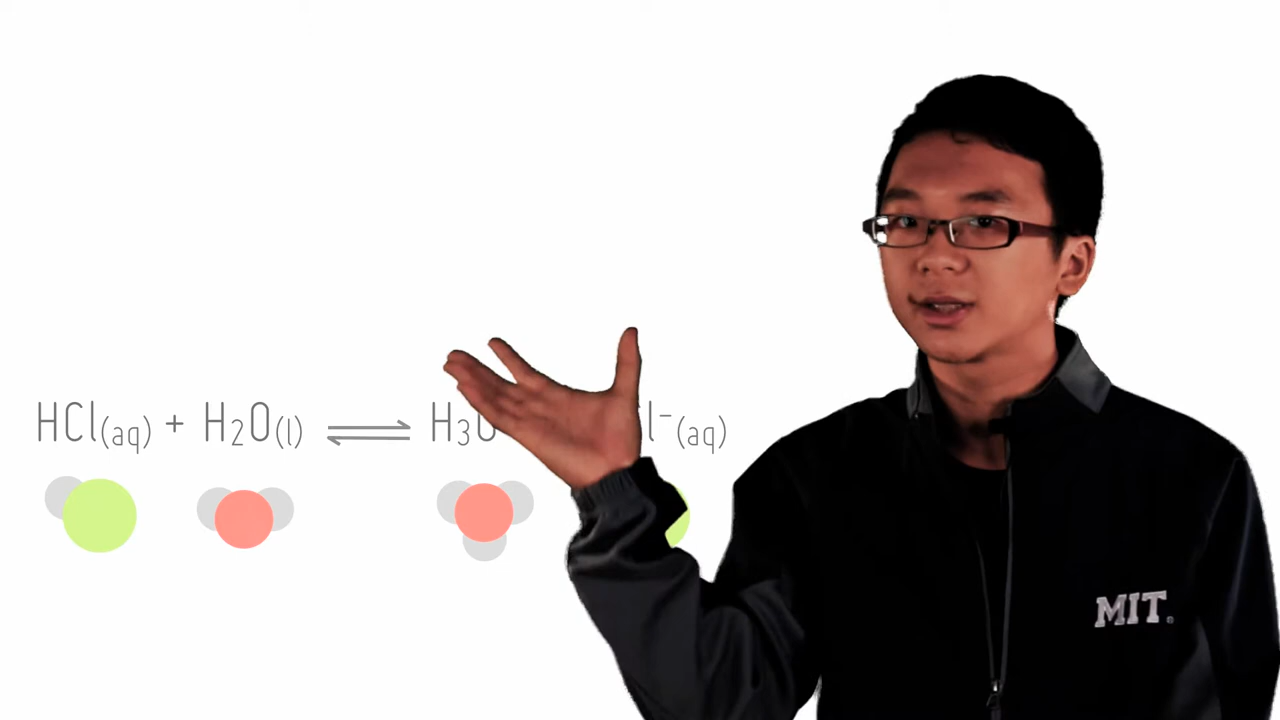 HCl(aq) + H₂O(l) ⇌ H₃O l⁻(aq)
MIT®